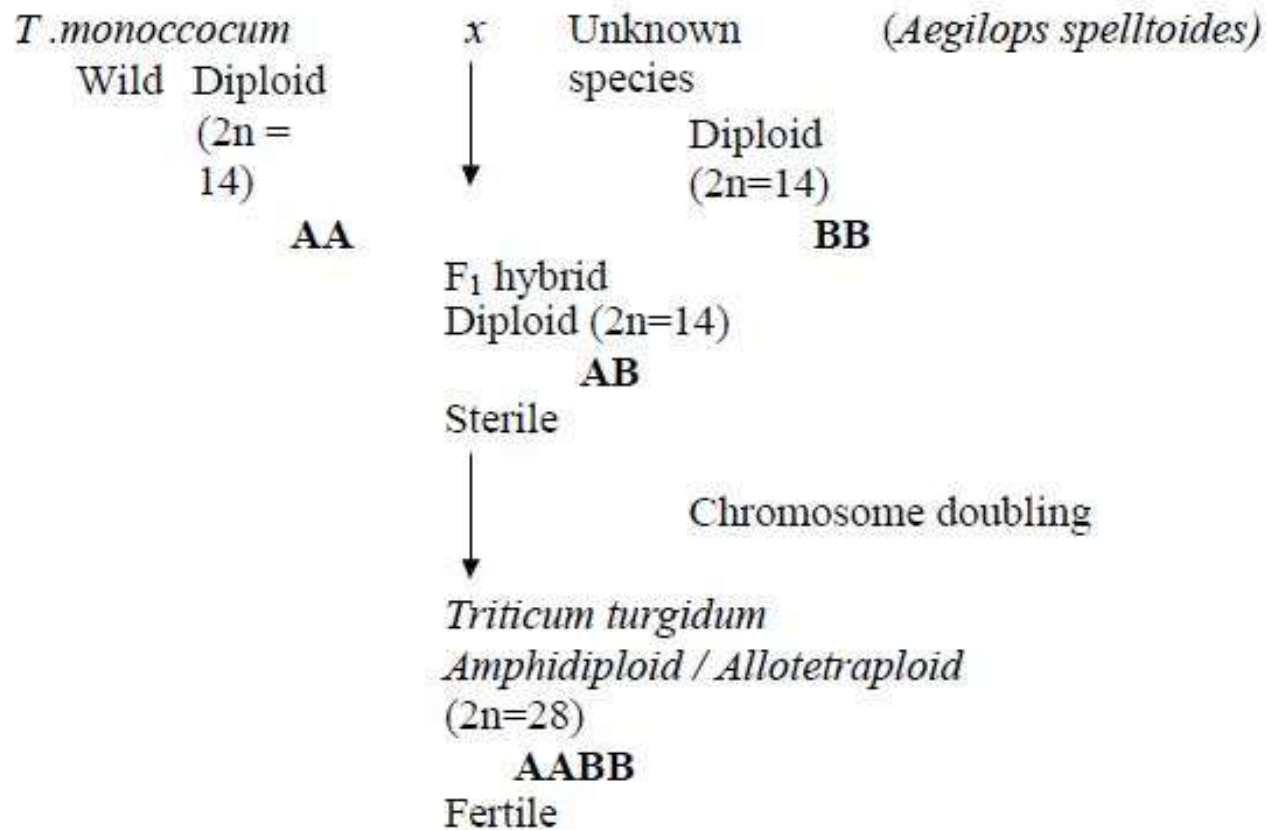 T .monoccocum x Unknown (Aegilops spelltoides)
Wild Diploid species
(2n = Diploid
14) (2n=14)
AA BB
F1 hybrid
Diploid (2n=14)
AB
Sterile
Chromosome doubling
Triticum turgidum
Amphidiploid / Allotetraploid
(2n=28)
AABB
Fertile